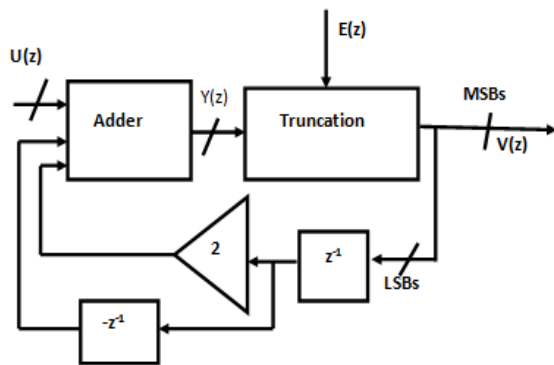 E(z)
U(z)
Adder
Y(z)
Truncation
MSBs
V(z)
2
z⁻¹
LSBs
-z⁻¹